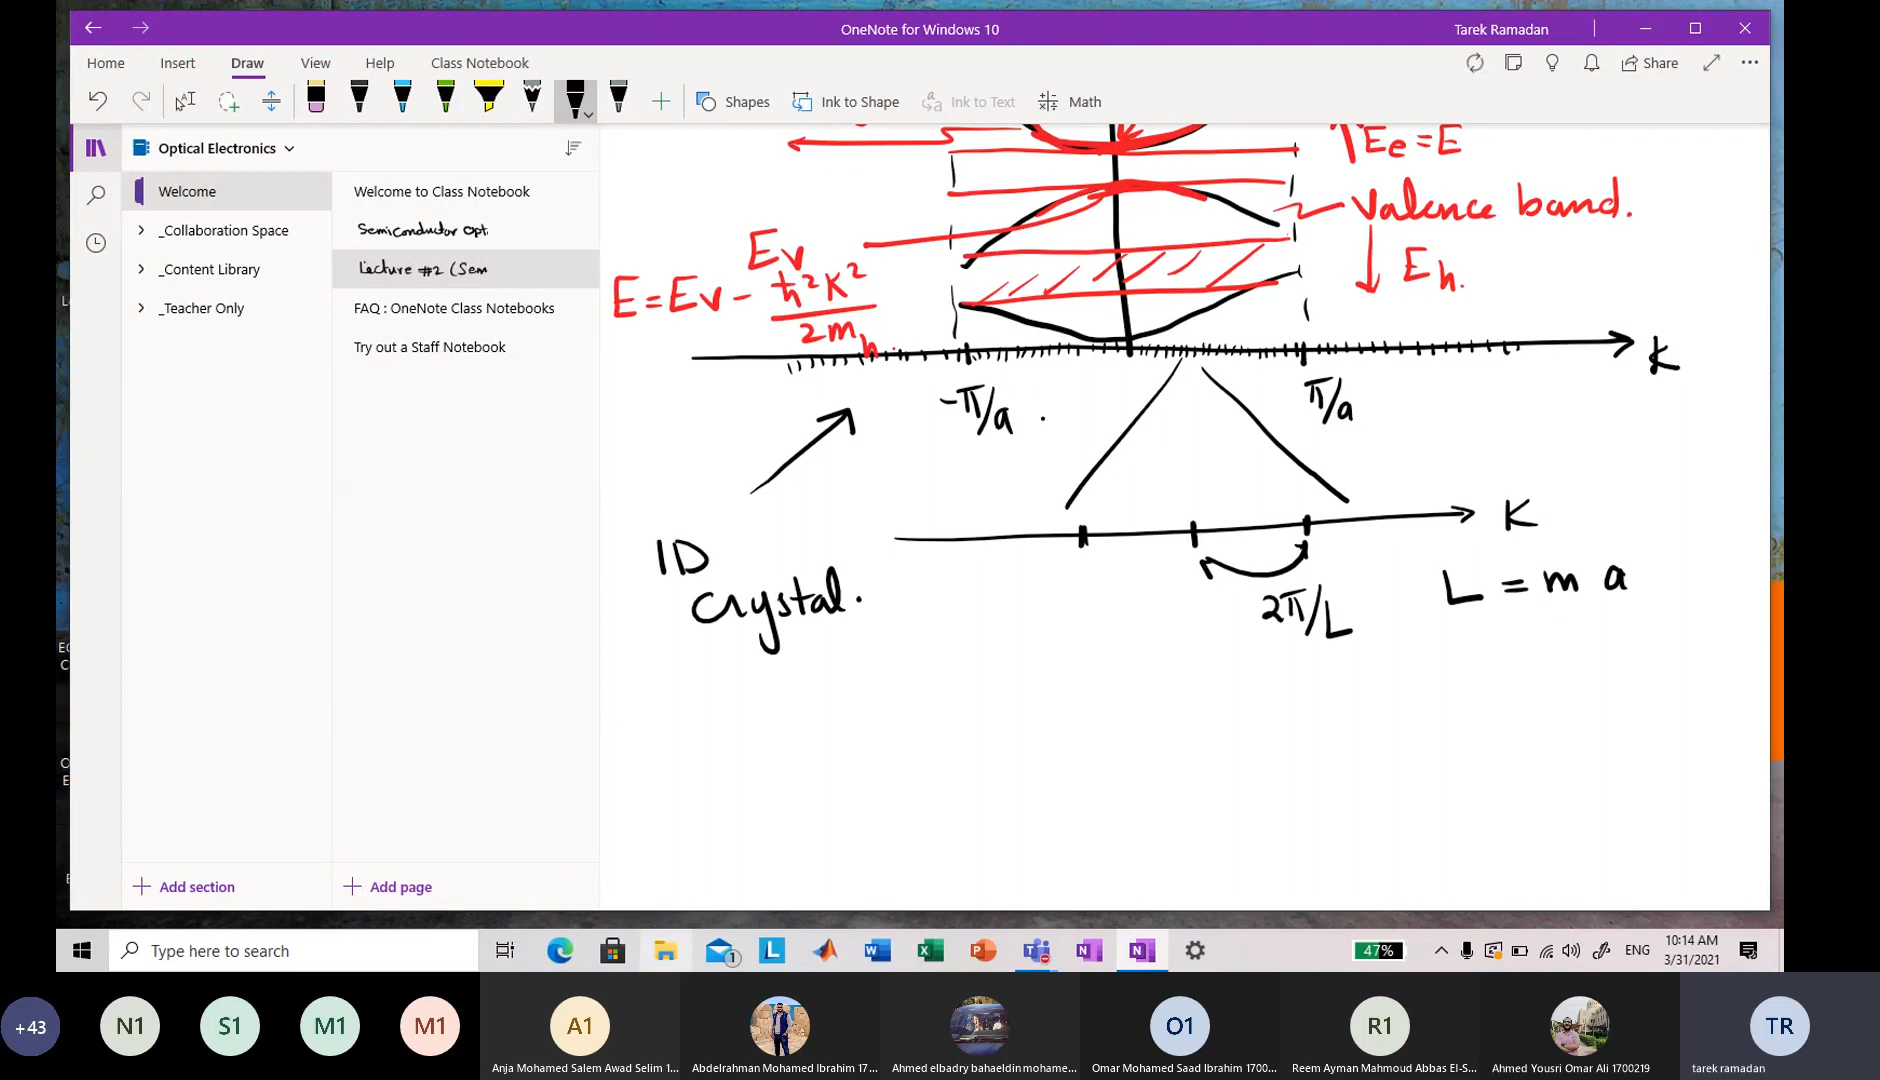 OneNote for Windows 10
Tarek Ramadan
Home Insert Draw View Help Class Notebook
Share
Shapes Ink to Shape Ink to Text Math
Optical Electronics
Welcome
_Collaboration Space
_Content Library
_Teacher Only
Welcome to Class Notebook
Semiconductor Opti
Lecture #2 (Sem
FAQ : OneNote Class Notebooks
Try out a Staff Notebook
Add section
Add page
Ee = E
Valence band.
Ev
Eh.
E = Ev - ħ²K²
2mh
K
-π/a
π/a
K
1D
Crystal.
2π/L
L = m a
Type here to search
1
47%
ENG
10:14 AM
3/31/2021
+43
N1
S1
M1
M1
A1
O1
R1
TR
Anja Mohamed Salem Awad Selim 1...
Abdelrahman Mohamed Ibrahim 17...
Ahmed elbadry bahaeldin mohame...
Omar Mohamed Saad Ibrahim 1700...
Reem Ayman Mahmoud Abbas El-S...
Ahmed Yousri Omar Ali 1700219
tarek ramadan